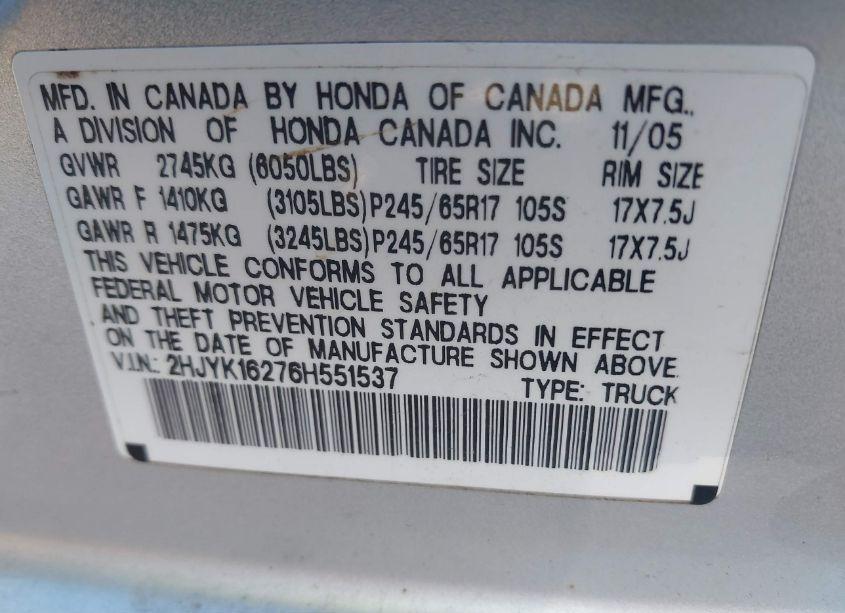 MFD. IN CANADA BY HONDA OF CANADA MFG.,
A DIVISION OF HONDA CANADA INC. 11/05
GVWR 2745KG (6050LBS) TIRE SIZE RIM SIZE
GAWR F 1410KG (3105LBS) P245/65R17 105S 17X7.5J
GAWR R 1475KG (3245LBS) P245/65R17 105S 17X7.5J
THIS VEHICLE CONFORMS TO ALL APPLICABLE
FEDERAL MOTOR VEHICLE SAFETY
AND THEFT PREVENTION STANDARDS IN EFFECT
ON THE DATE OF MANUFACTURE SHOWN ABOVE.
V.I.N.: 2HJYK16276H551537 TYPE: TRUCK